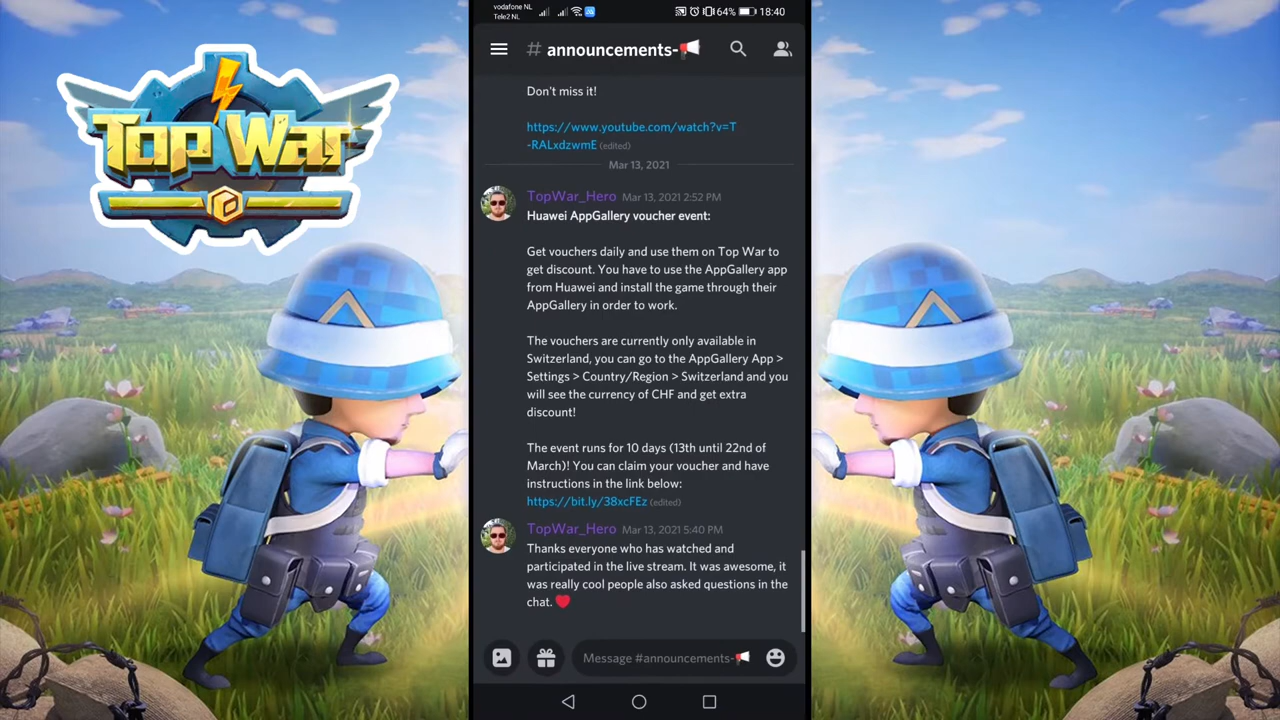 Top War
vodafone NL
Tele2 NL
64%
18:40
# announcements-
Don't miss it!
https://www.youtube.com/watch?v=T
-RALxdzwmE (edited)
Mar 13, 2021
TopWar_Hero Mar 13, 2021 2:52 PM
Huawei AppGallery voucher event:
Get vouchers daily and use them on Top War to
get discount. You have to use the AppGallery app
from Huawei and install the game through their
AppGallery in order to work.
The vouchers are currently only available in
Switzerland, you can go to the AppGallery App >
Settings > Country/Region > Switzerland and you
will see the currency of CHF and get extra
discount!
The event runs for 10 days (13th until 22nd of
March)! You can claim your voucher and have
instructions in the link below:
https://bit.ly/38xcFEz (edited)
TopWar_Hero Mar 13, 2021 5:40 PM
Thanks everyone who has watched and
participated in the live stream. It was awesome, it
was really cool people also asked questions in the
chat. ❤
Message #announcements-